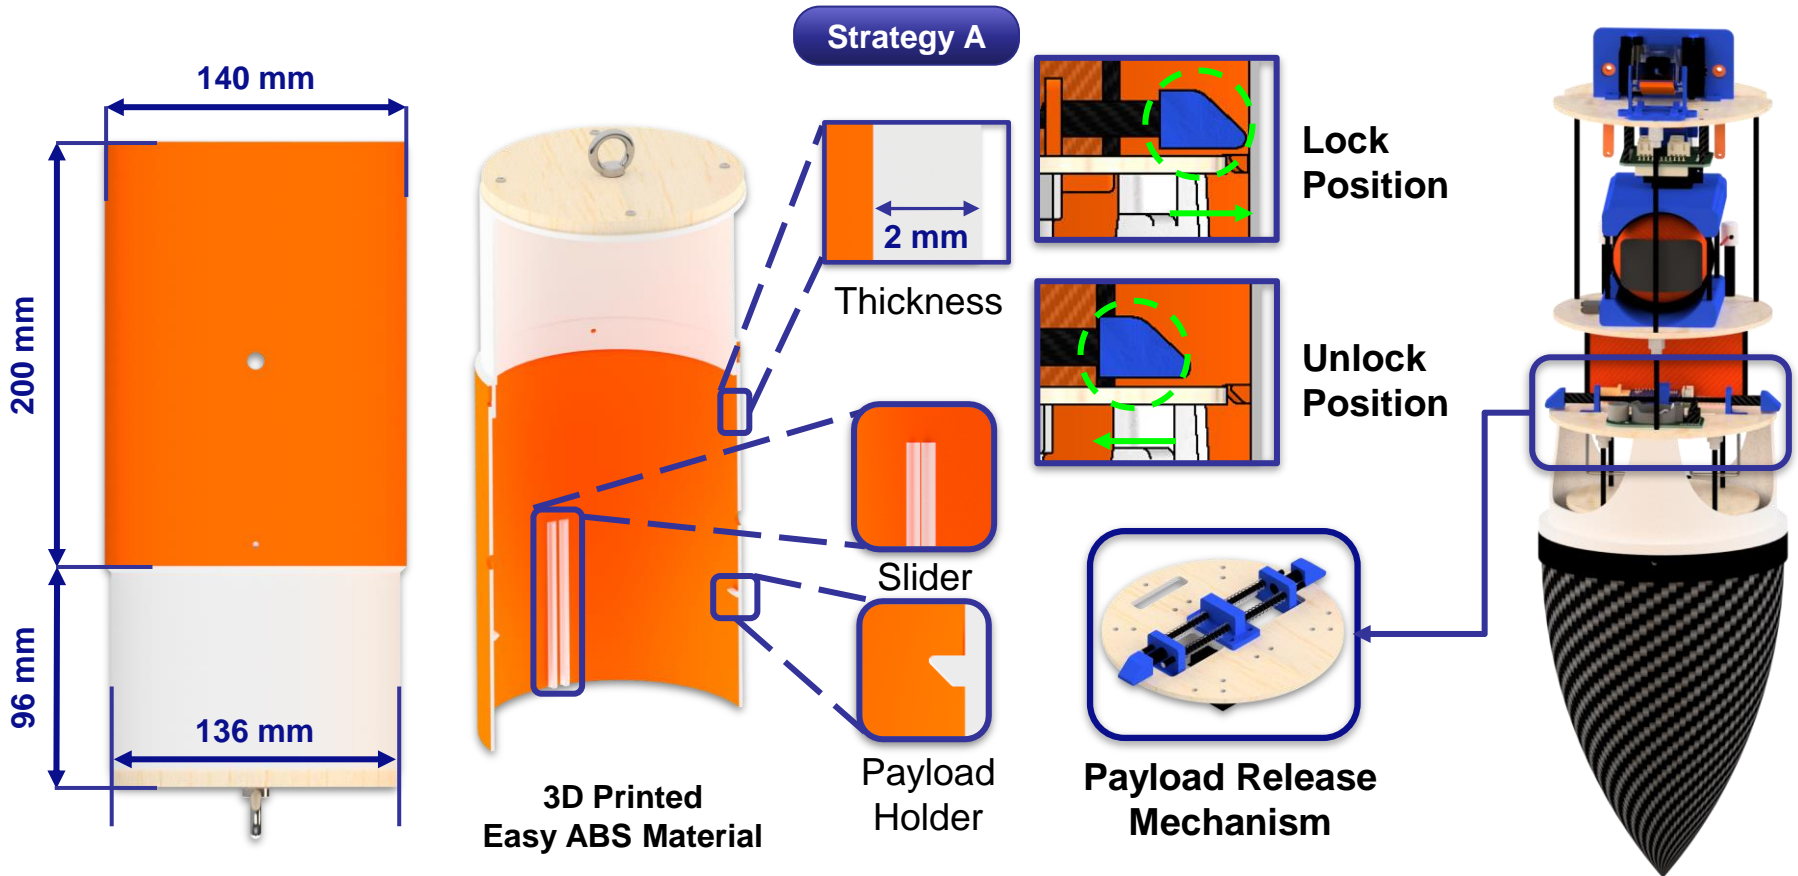 Strategy A
140 mm
200 mm
96 mm
136 mm
2 mm
Thickness
Slider
Payload
Holder
3D Printed
Easy ABS Material
Lock
Position
Unlock
Position
Payload Release
Mechanism